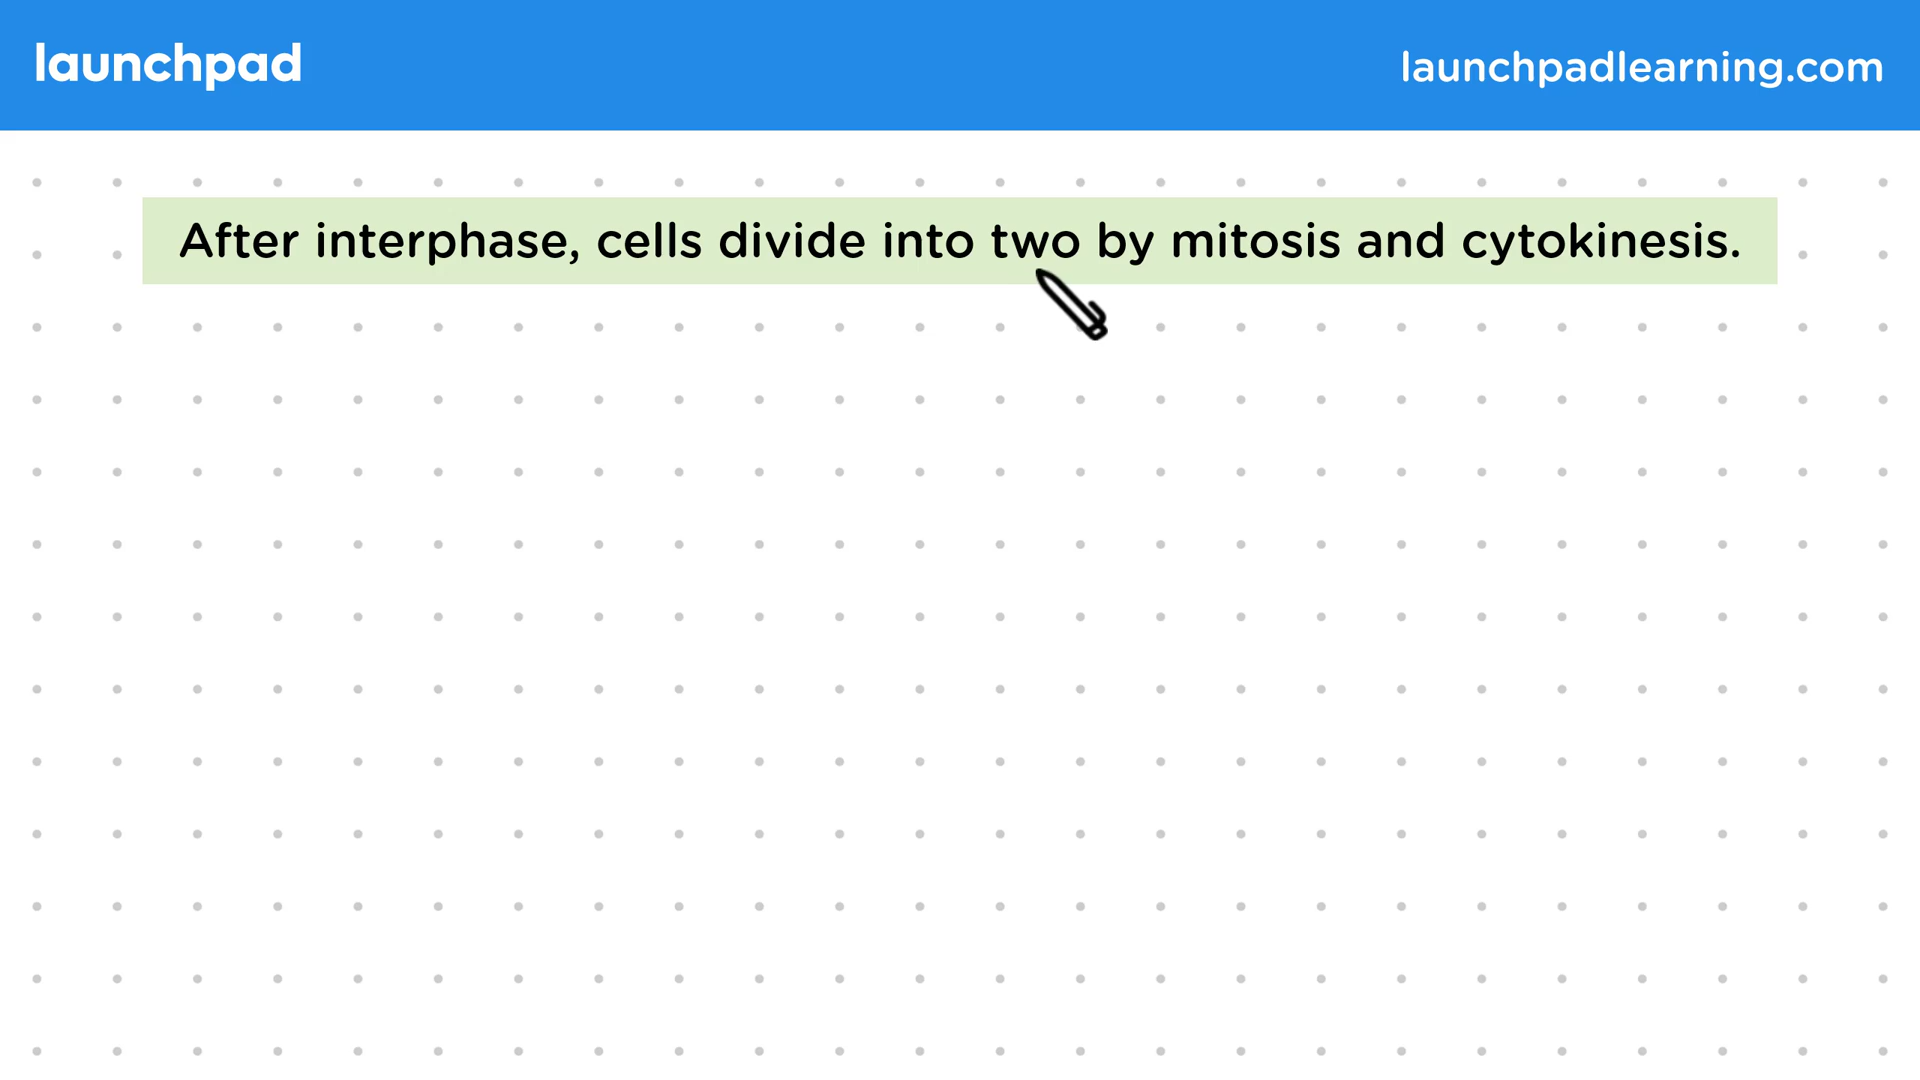 launchpad
launchpadlearning.com
After interphase, cells divide into two by mitosis and cytokinesis.